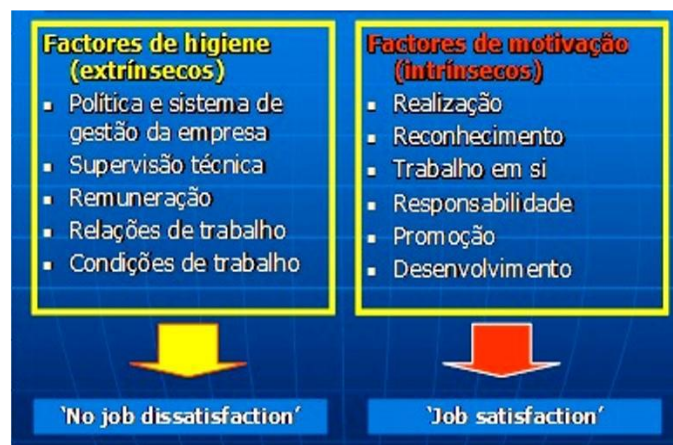 Factores de higiene
(extrínsecos)
▪ Política e sistema de
gestão da empresa
▪ Supervisão técnica
▪ Remuneração
▪ Relações de trabalho
▪ Condições de trabalho
'No job dissatisfaction'
Factores de motivação
(intrínsecos)
▪ Realização
▪ Reconhecimento
▪ Trabalho em si
▪ Responsabilidade
▪ Promoção
▪ Desenvolvimento
'Job satisfaction'